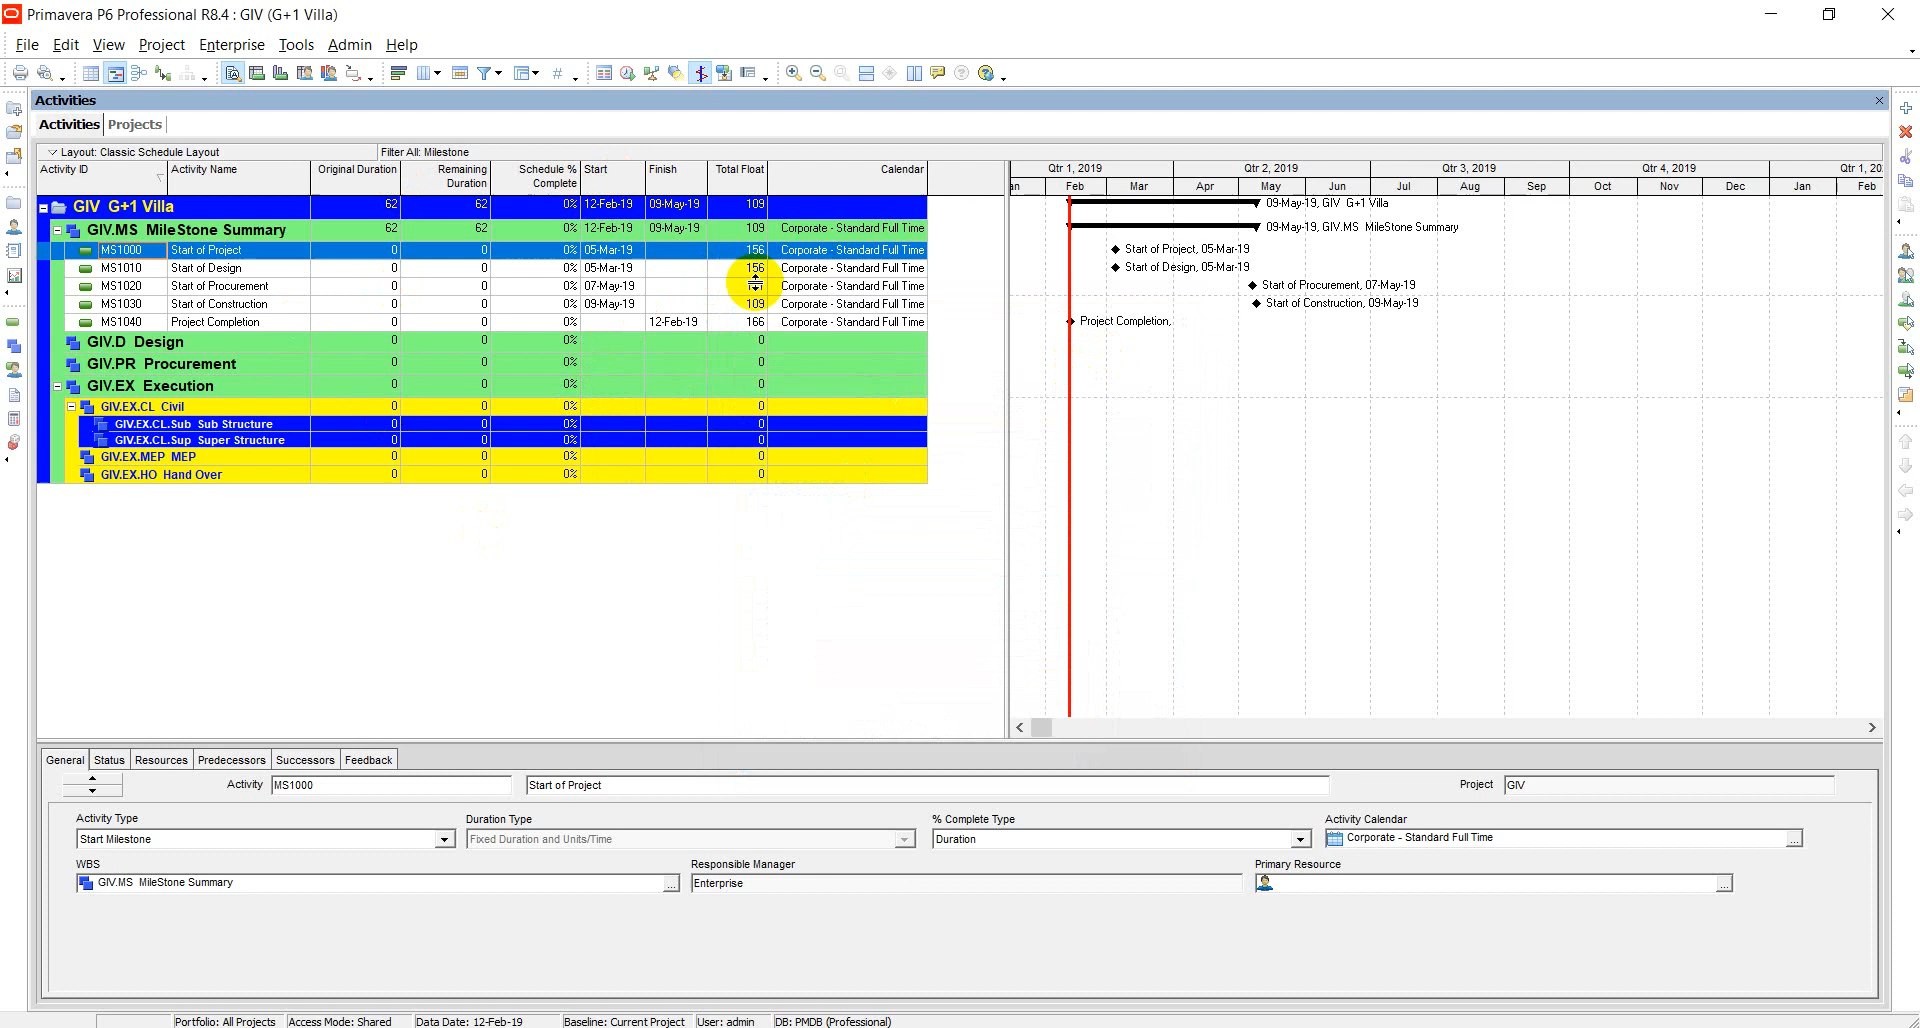 Primavera P6 Professional R8.4 : GIV (G+1 Villa)
File Edit View Project Enterprise Tools Admin Help
Activities
Activities Projects
Layout: Classic Schedule Layout Filter All: Milestone
Activity ID Activity Name Original Duration Remaining Duration Schedule % Complete Start Finish Total Float Calendar
Qtr 1, 2019 Qtr 2, 2019 Qtr 3, 2019 Qtr 4, 2019 Qtr 1, 20
an Feb Mar Apr May Jun Jul Aug Sep Oct Nov Dec Jan Feb
GIV G+1 Villa 62 62 0% 12-Feb-19 09-May-19 109 09-May-19, GIV G+1 Villa
GIV.MS MileStone Summary 62 62 0% 12-Feb-19 09-May-19 109 Corporate - Standard Full Time 09-May-19, GIV.MS MileStone Summary
MS1000 Start of Project 0 0 0% 05-Mar-19 156 Corporate - Standard Full Time Start of Project, 05-Mar-19
MS1010 Start of Design 0 0 0% 05-Mar-19 156 Corporate - Standard Full Time Start of Design, 05-Mar-19
MS1020 Start of Procurement 0 0 0% 07-May-19 Corporate - Standard Full Time Start of Procurement, 07-May-19
MS1030 Start of Construction 0 0 0% 09-May-19 109 Corporate - Standard Full Time Start of Construction, 09-May-19
MS1040 Project Completion 0 0 0% 12-Feb-19 166 Corporate - Standard Full Time Project Completion,
GIV.D Design 0 0 0% 0
GIV.PR Procurement 0 0 0% 0
GIV.EX Execution 0 0 0% 0
GIV.EX.CL Civil 0 0 0% 0
GIV.EX.CL.Sub Sub Structure 0 0 0% 0
GIV.EX.CL.Sup Super Structure 0 0 0% 0
GIV.EX.MEP MEP 0 0 0% 0
GIV.EX.HO Hand Over 0 0 0% 0
General Status Resources Predecessors Successors Feedback
Activity MS1000 Start of Project Project GIV
Activity Type Duration Type % Complete Type Activity Calendar
Start Milestone Fixed Duration and Units/Time Duration Corporate - Standard Full Time
WBS Responsible Manager Primary Resource
GIV.MS MileStone Summary Enterprise
Portfolio: All Projects Access Mode: Shared Data Date: 12-Feb-19 Baseline: Current Project User: admin DB: PMDB (Professional)